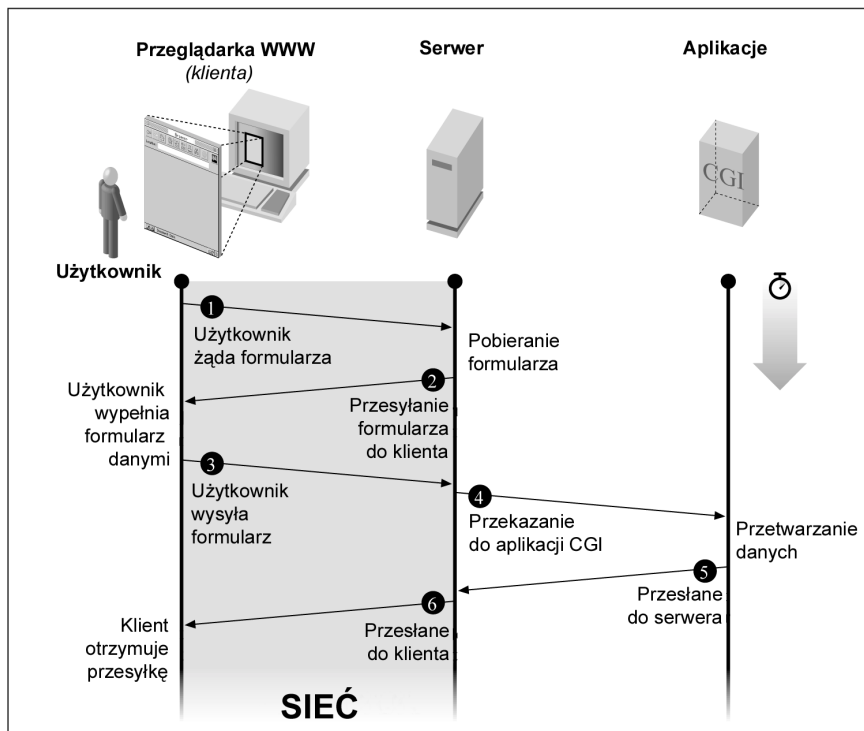 Przeglądarka WWW
(klienta)
Serwer
Aplikacje
CGI
Użytkownik
1
Użytkownik
żąda formularza
Pobieranie
formularza
2
Przesyłanie
formularza
do klienta
Użytkownik
wypełnia
formularz
danymi
3
Użytkownik
wysyła
formularz
4
Przekazanie
do aplikacji CGI
Przetwarzanie
danych
5
Przesłane
do serwera
6
Przesłane
do klienta
Klient
otrzymuje
przesyłkę
SIEĆ